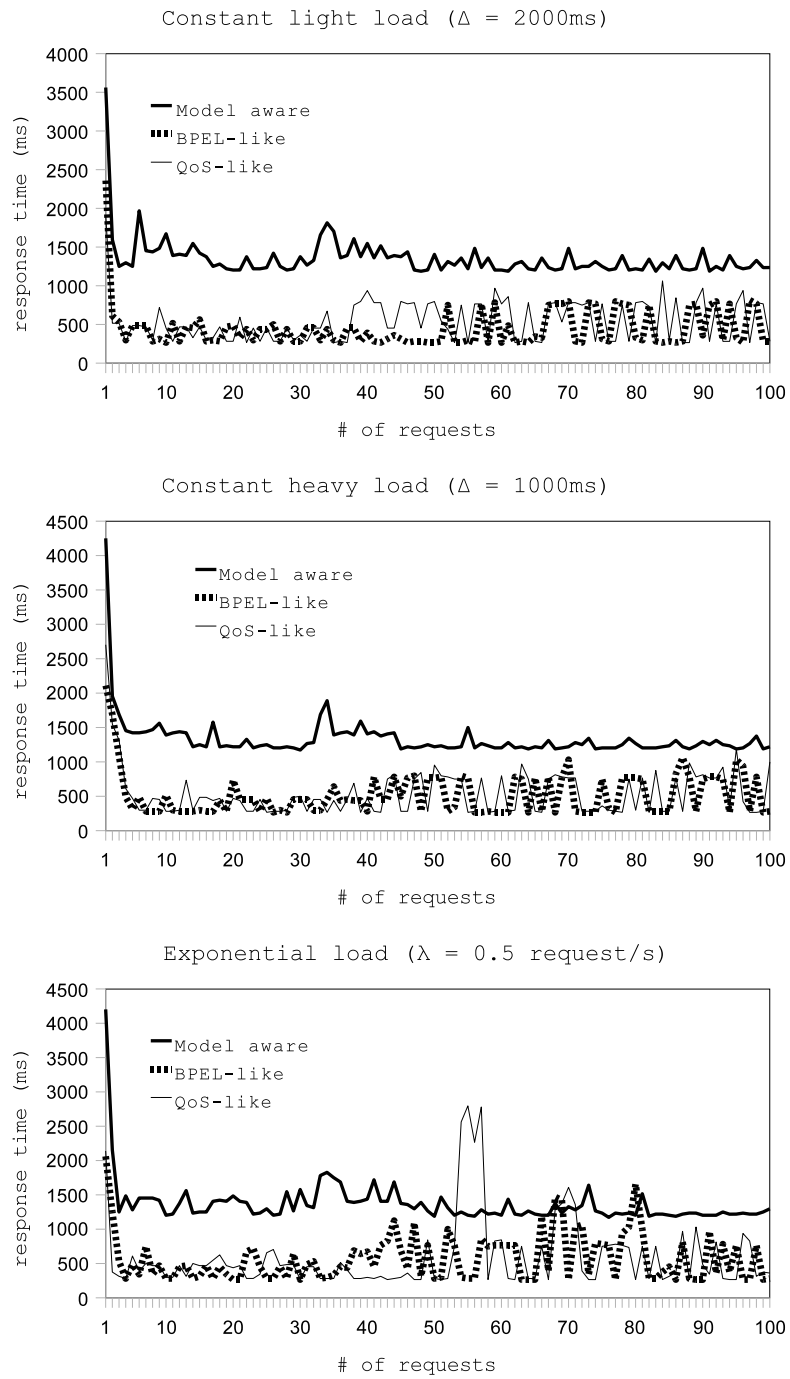 Constant light load (Δ = 2000ms)
4000
3500
3000
2500
2000
1500
1000
500
0
response time (ms)
Model aware
BPEL-like
QoS-like
1 10 20 30 40 50 60 70 80 90 100
# of requests
Constant heavy load (Δ = 1000ms)
4500
4000
3500
3000
2500
2000
1500
1000
500
0
response time (ms)
Model aware
BPEL-like
QoS-like
1 10 20 30 40 50 60 70 80 90 100
# of requests
Exponential load (λ = 0.5 request/s)
4500
4000
3500
3000
2500
2000
1500
1000
500
0
response time (ms)
Model aware
BPEL-like
QoS-like
1 10 20 30 40 50 60 70 80 90 100
# of requests